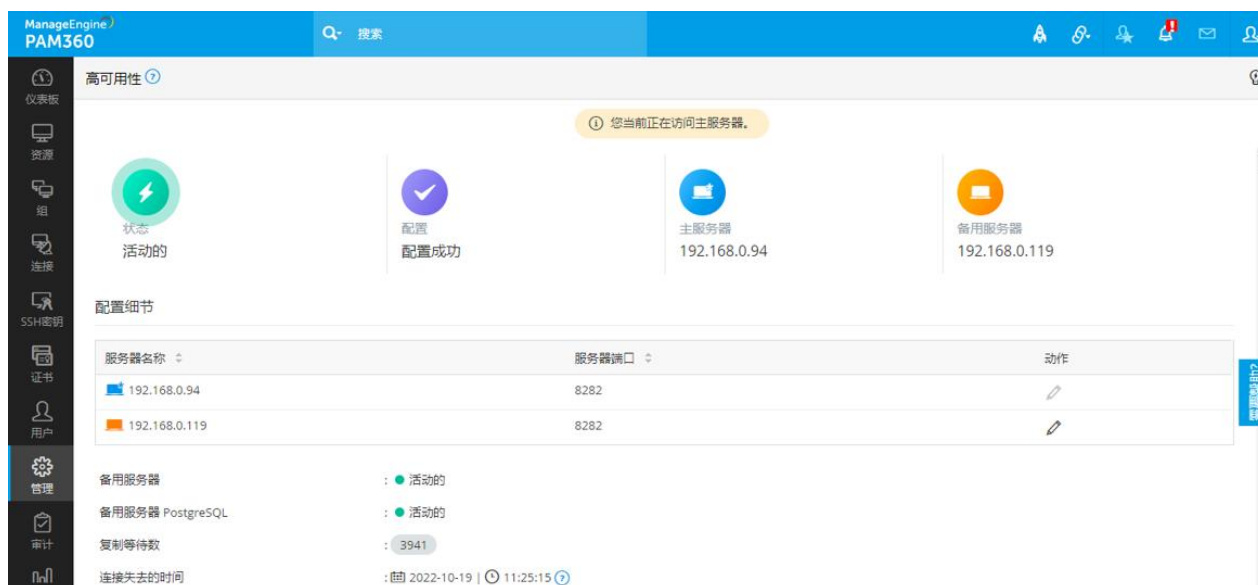 ManageEngine
PAM360
搜索
仪表板
资源
组
连接
SSH密钥
证书
用户
管理
审计
高可用性 ?
您当前正在访问主服务器。
状态
活动的
配置
配置成功
主服务器
192.168.0.94
备用服务器
192.168.0.119
配置细节
服务器名称 服务器端口 动作
192.168.0.94 8282
192.168.0.119 8282
备用服务器 : 活动的
备用服务器 PostgreSQL : 活动的
复制等待数 : 3941
连接失去的时间 : 2022-10-19 | 11:25:15 ?